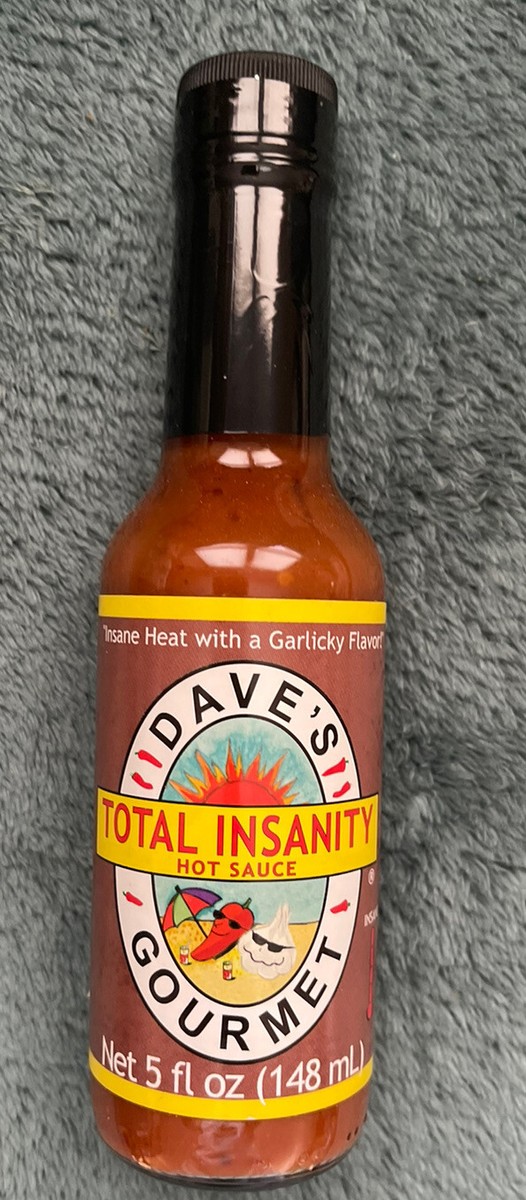 "Insane Heat with a Garlicky Flavor!"
DAVE'S
TOTAL INSANITY
HOT SAUCE
®
GOURMET
Net 5 fl oz (148 mL)